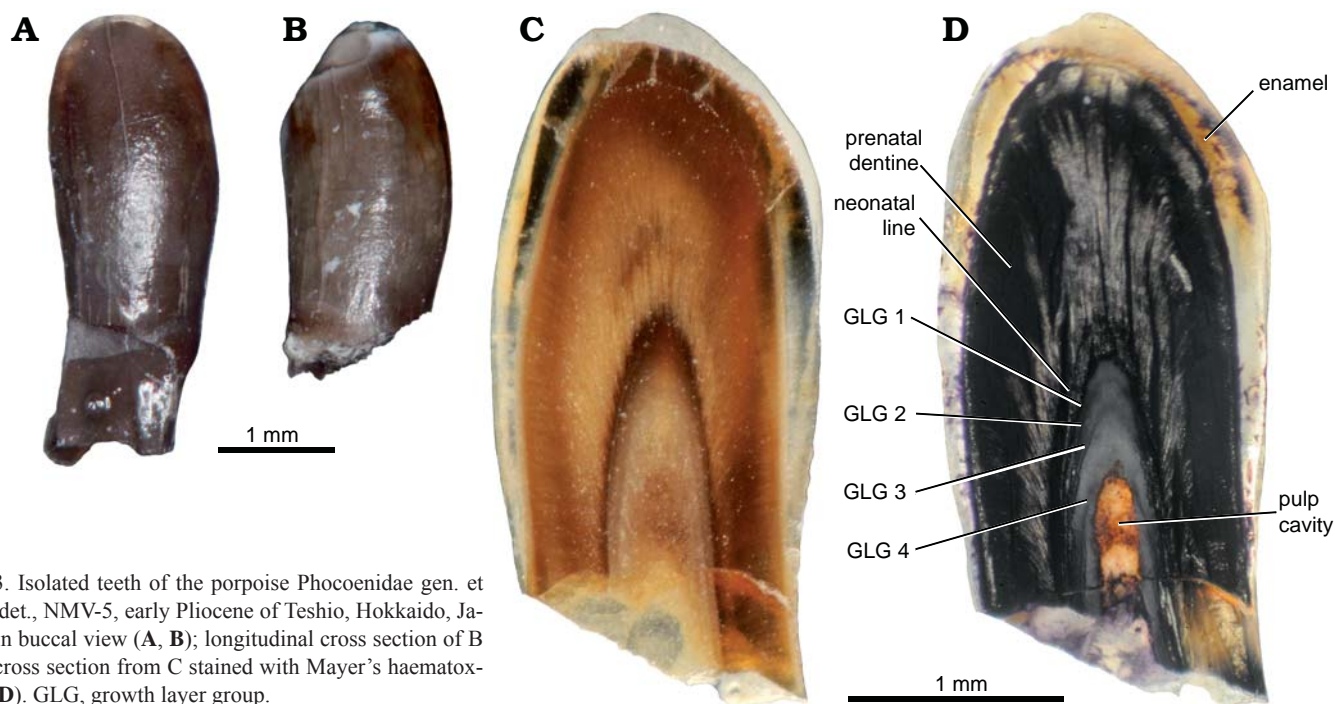 A
B
C
D
enamel
prenatal
dentine
neonatal
line
GLG 1
GLG 2
GLG 3
GLG 4
pulp
cavity
1 mm
1 mm
3. Isolated teeth of the porpoise Phocoenidae gen. et
det., NMV-5, early Pliocene of Teshio, Hokkaido, Ja-
n buccal view (A, B); longitudinal cross section of B
cross section from C stained with Mayer’s haematox-
D). GLG, growth layer group.